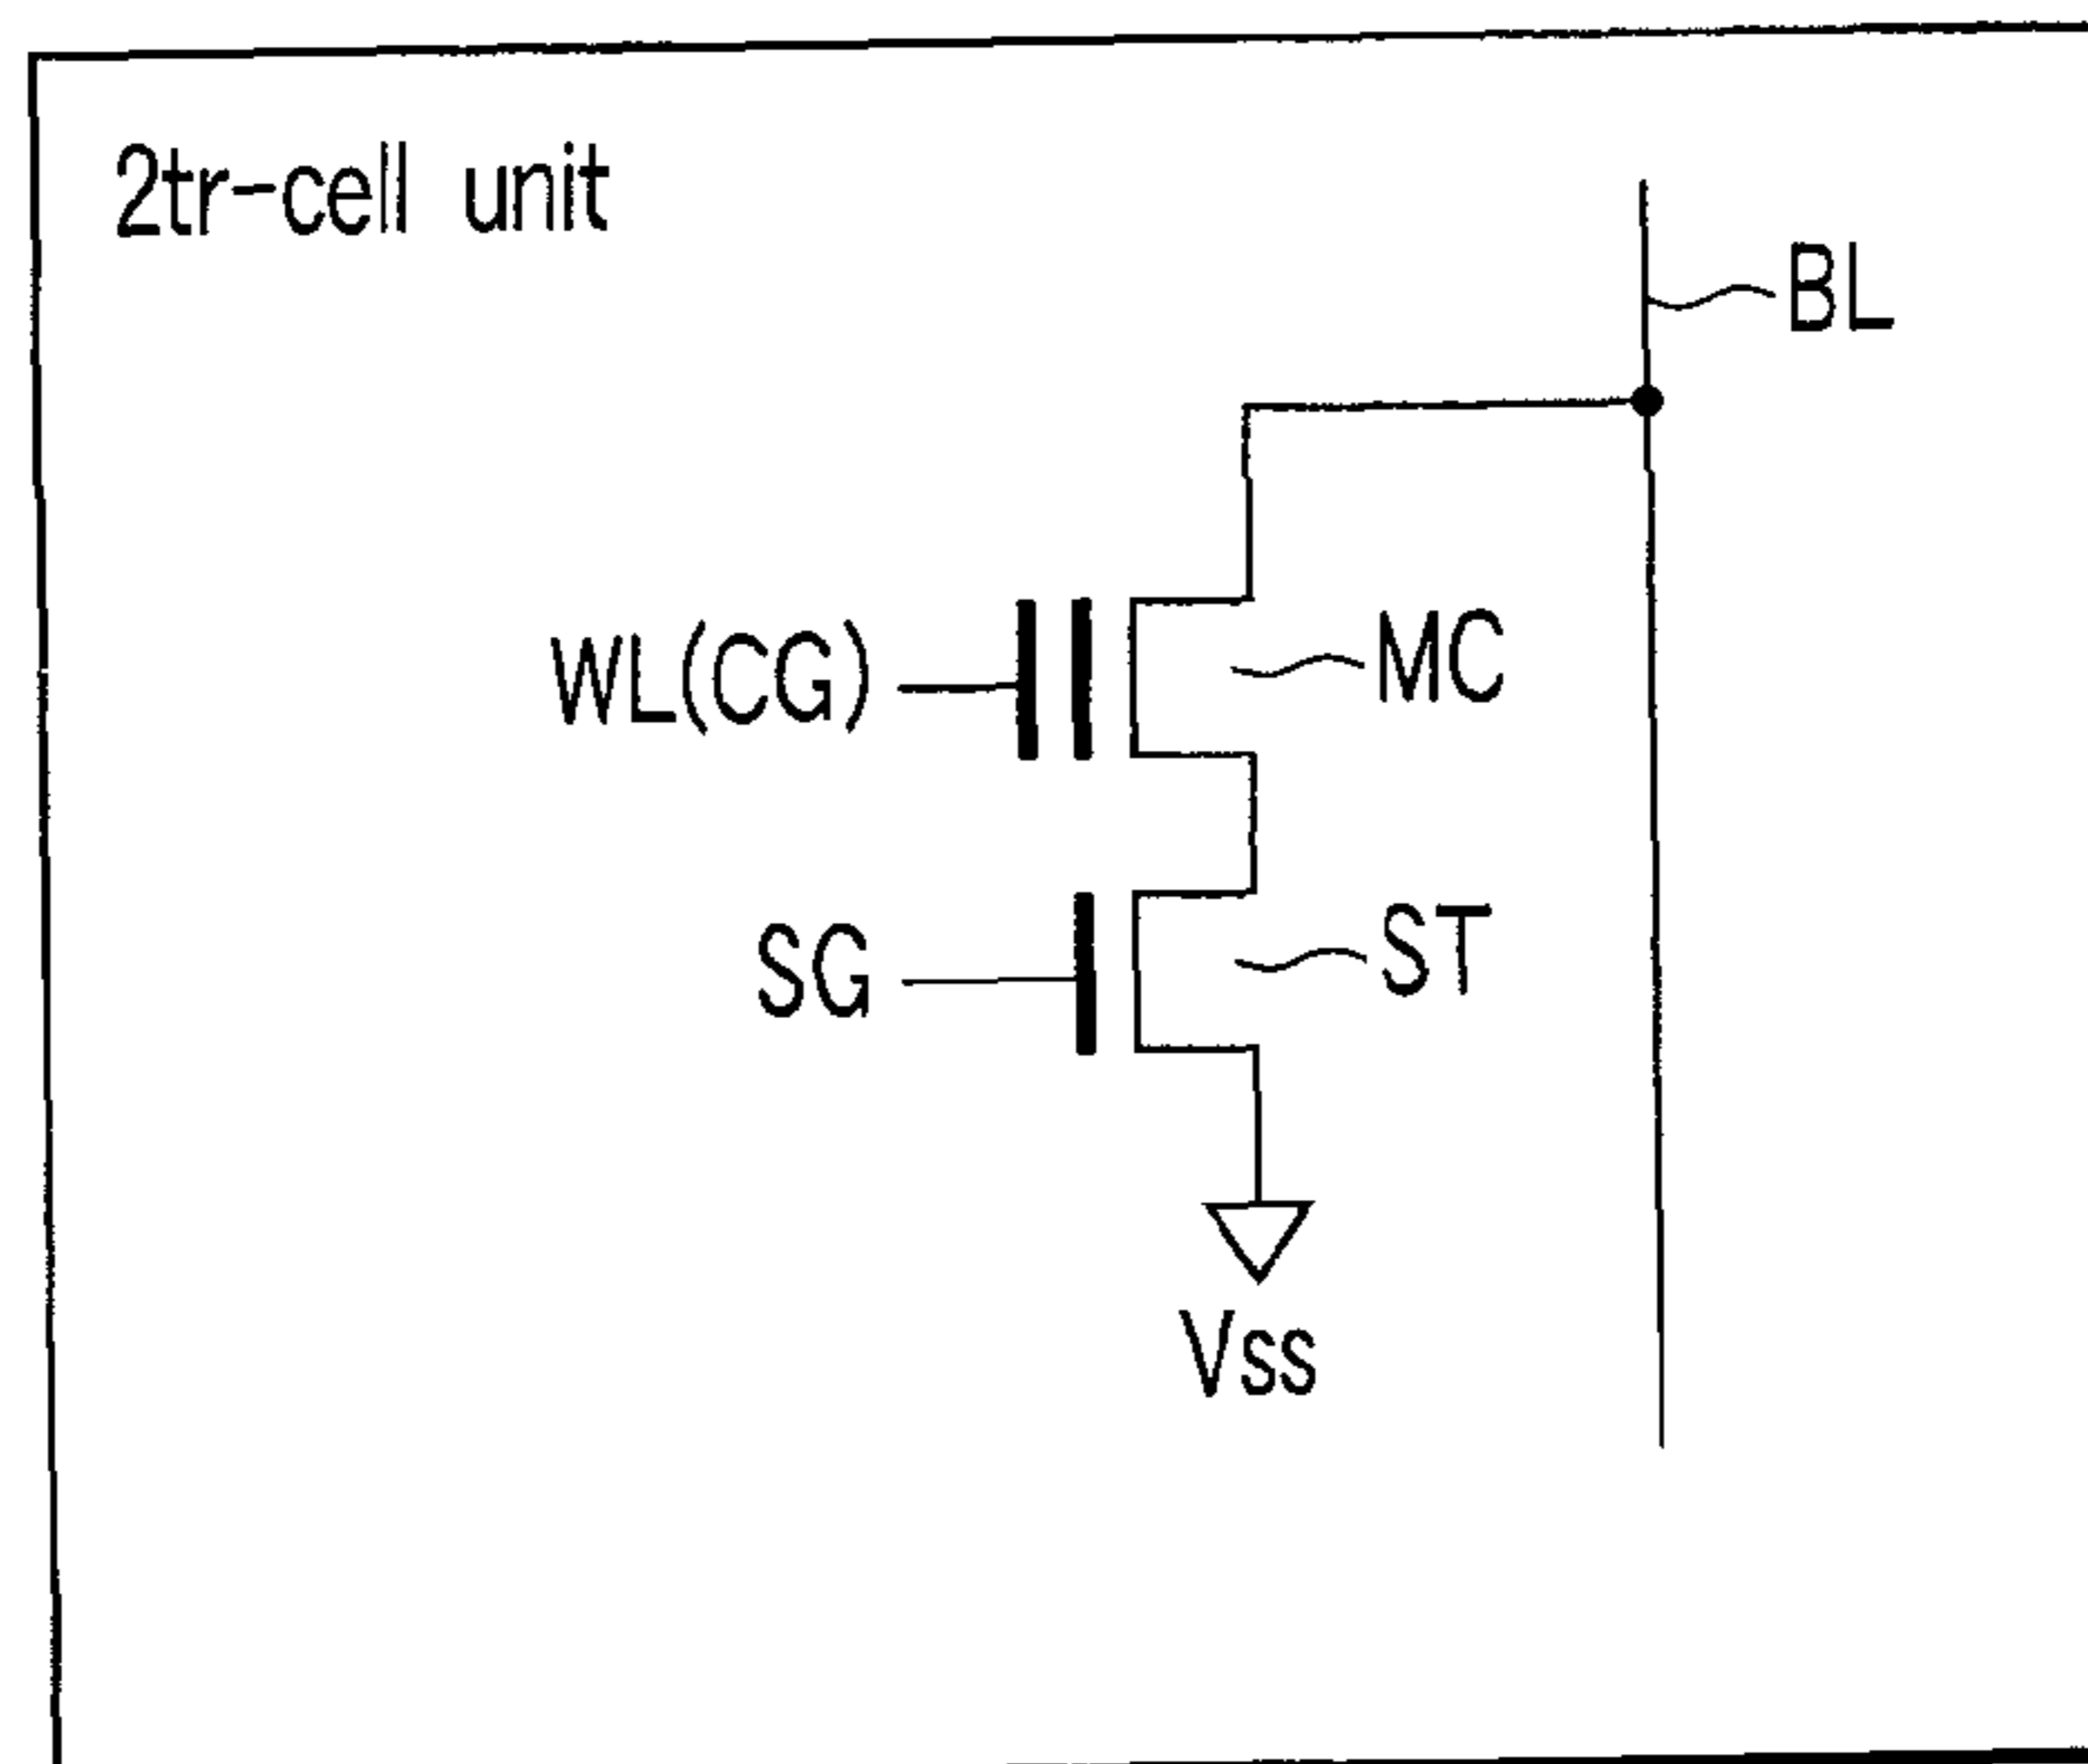 2tr-cell unit
BL
WL(CG)
MC
SG
ST
Vss